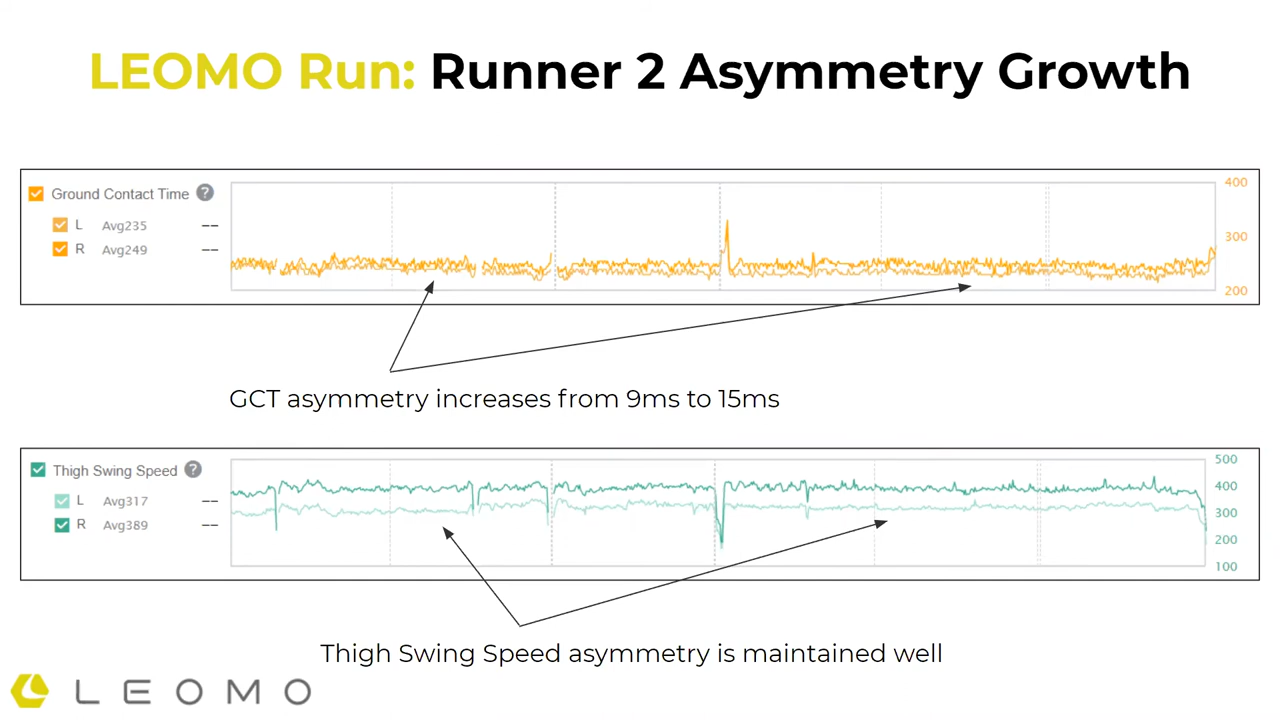 LEOMO Run: Runner 2 Asymmetry Growth
Ground Contact Time ?
L Avg235 --
R Avg249 --
400
300
200
GCT asymmetry increases from 9ms to 15ms
Thigh Swing Speed ?
L Avg317 --
R Avg389 --
500
400
300
200
100
Thigh Swing Speed asymmetry is maintained well
LEOMO